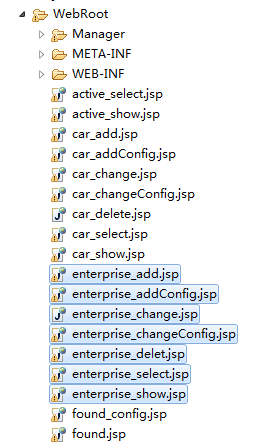 WebRoot
Manager
META-INF
WEB-INF
active_select.jsp
active_show.jsp
car_add.jsp
car_addConfig.jsp
car_change.jsp
car_changeConfig.jsp
car_delete.jsp
car_select.jsp
car_show.jsp
enterprise_add.jsp
enterprise_addConfig.jsp
enterprise_change.jsp
enterprise_changeConfig.jsp
enterprise_delet.jsp
enterprise_select.jsp
enterprise_show.jsp
found_config.jsp
found.jsp